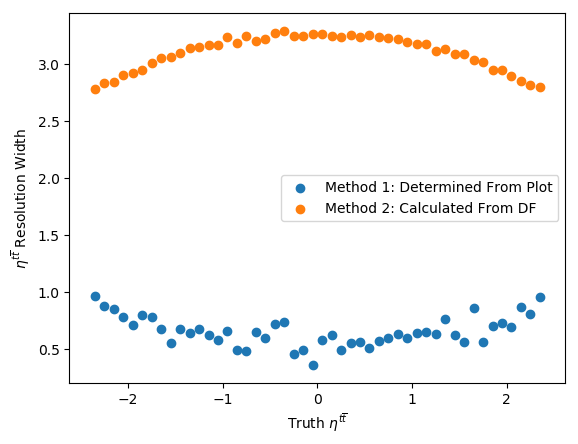 3.0
2.5
2.0
1.5
1.0
0.5
η^{tt̅} Resolution Width
Method 1: Determined From Plot
Method 2: Calculated From DF
−2 −1 0 1 2
Truth η^{tt̅}